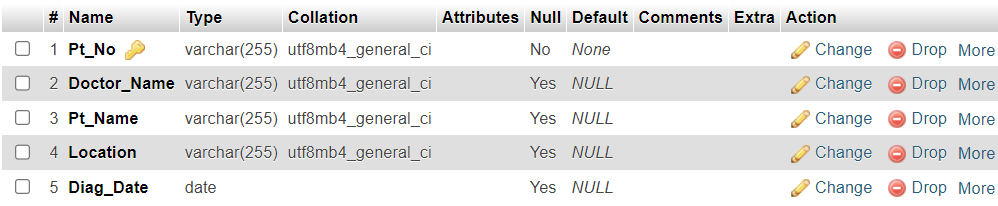 # Name Type Collation Attributes Null Default Comments Extra Action
1 Pt_No varchar(255) utf8mb4_general_ci No None Change Drop More
2 Doctor_Name varchar(255) utf8mb4_general_ci Yes NULL Change Drop More
3 Pt_Name varchar(255) utf8mb4_general_ci Yes NULL Change Drop More
4 Location varchar(255) utf8mb4_general_ci Yes NULL Change Drop More
5 Diag_Date date Yes NULL Change Drop More